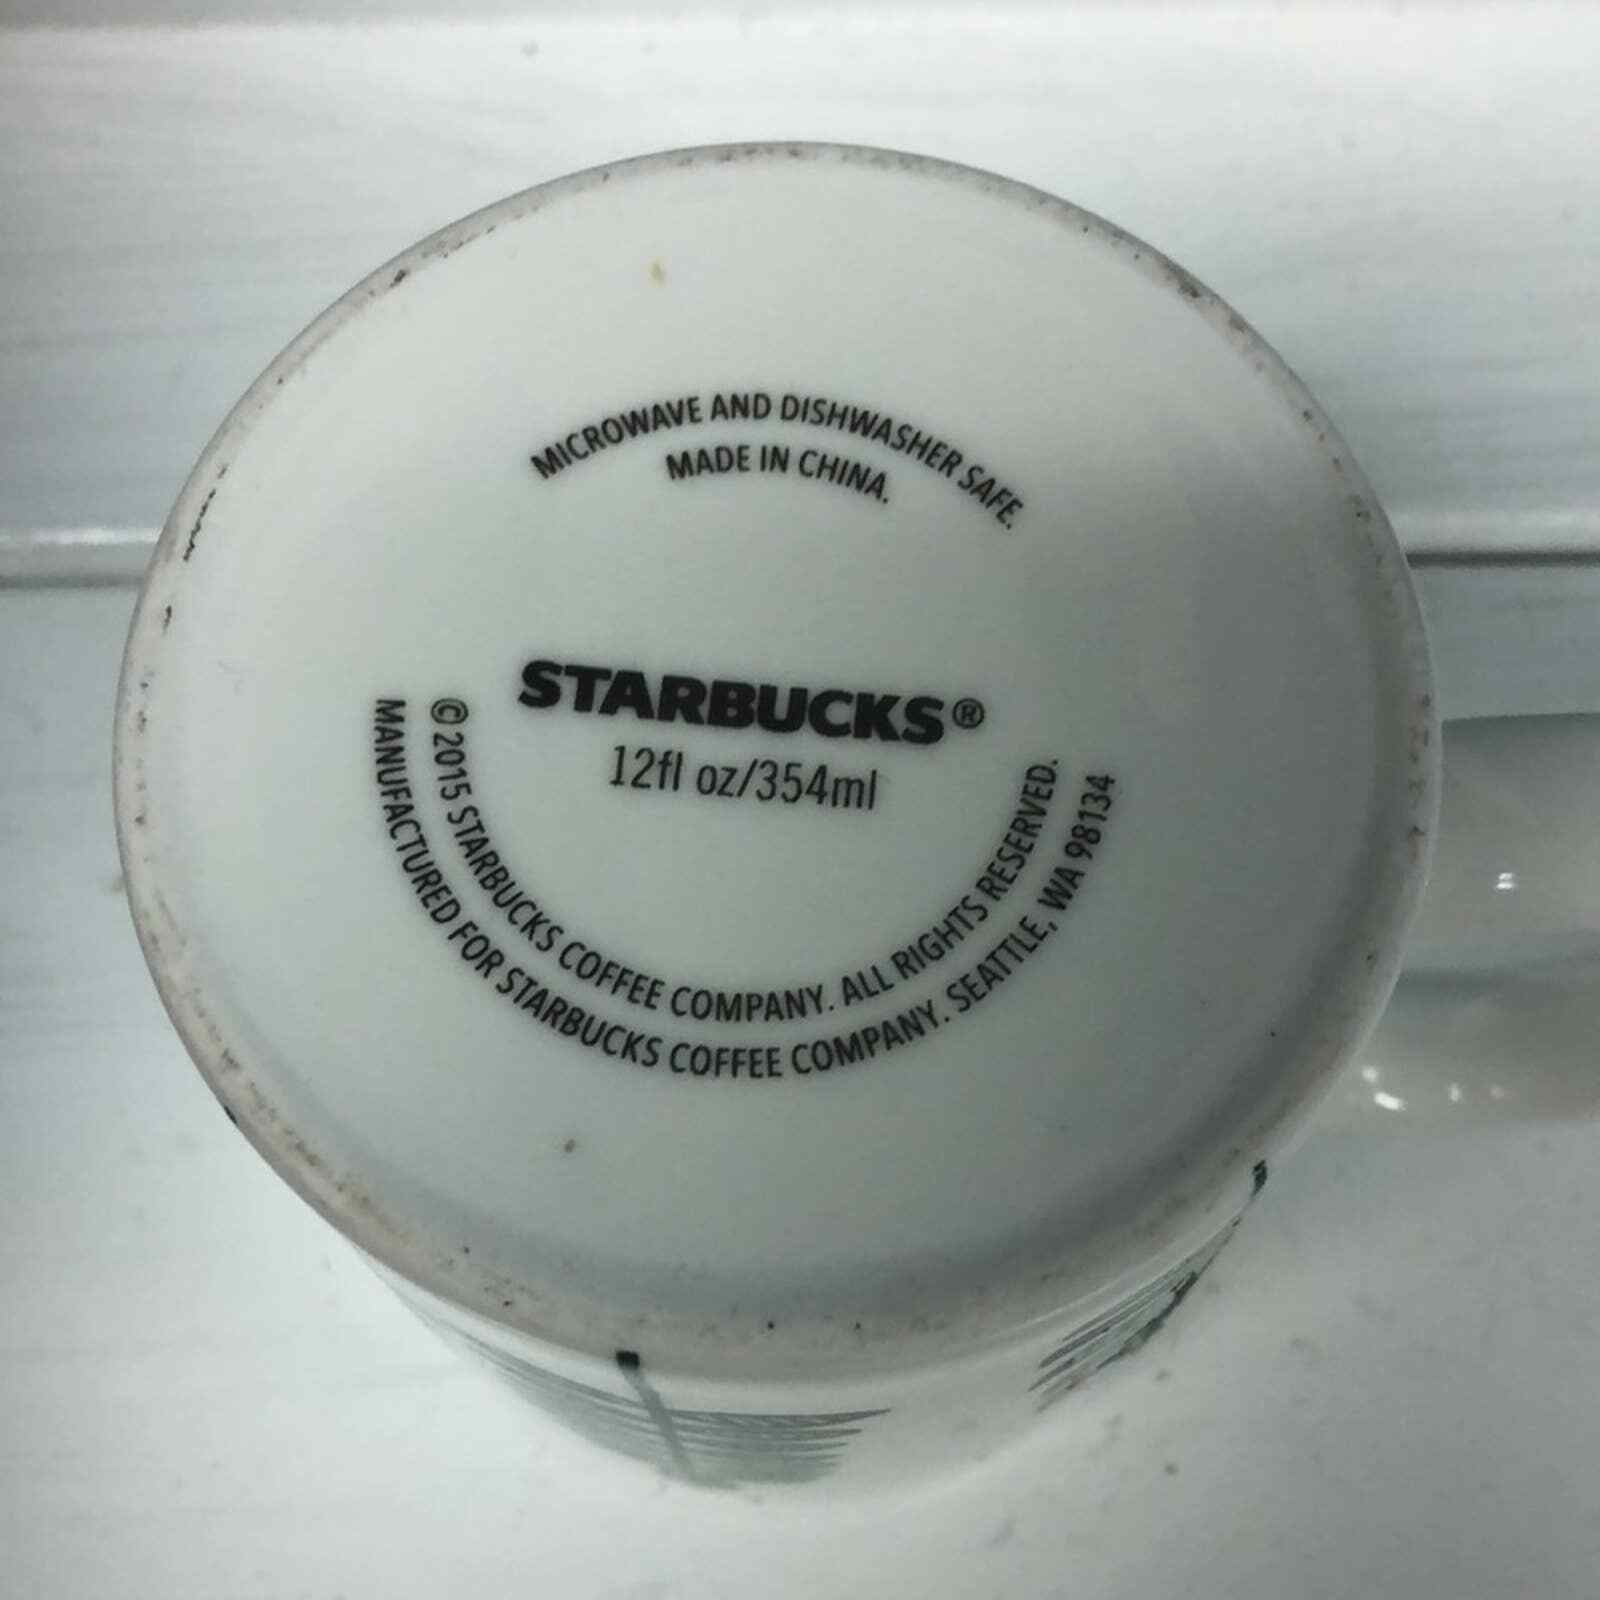 MICROWAVE AND DISHWASHER SAFE.
MADE IN CHINA.
STARBUCKS®
12fl oz/354ml
© 2015 STARBUCKS COFFEE COMPANY. ALL RIGHTS RESERVED.
MANUFACTURED FOR STARBUCKS COFFEE COMPANY. SEATTLE, WA 98134